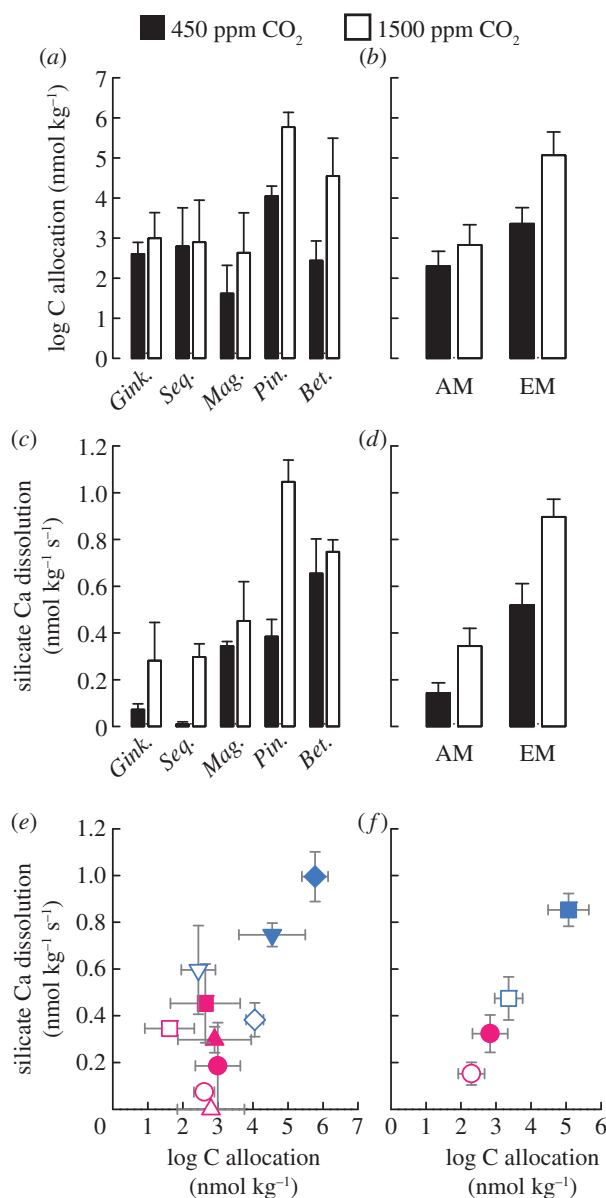 450 ppm CO₂ 1500 ppm CO₂
(a) (b)
log C allocation (nmol kg⁻¹)
7
6
5
4
3
2
1
0
Gink. Seq. Mag. Pin. Bet.
AM EM
(c) (d)
silicate Ca dissolution
(nmol kg⁻¹ s⁻¹)
1.2
1.0
0.8
0.6
0.4
0.2
0
Gink. Seq. Mag. Pin. Bet.
AM EM
(e) (f)
silicate Ca dissolution
(nmol kg⁻¹ s⁻¹)
1.2
1.0
0.8
0.6
0.4
0.2
1 2 3 4 5 6 7
0 1 2 3 4 5 6
log C allocation
(nmol kg⁻¹)
log C allocation
(nmol kg⁻¹)